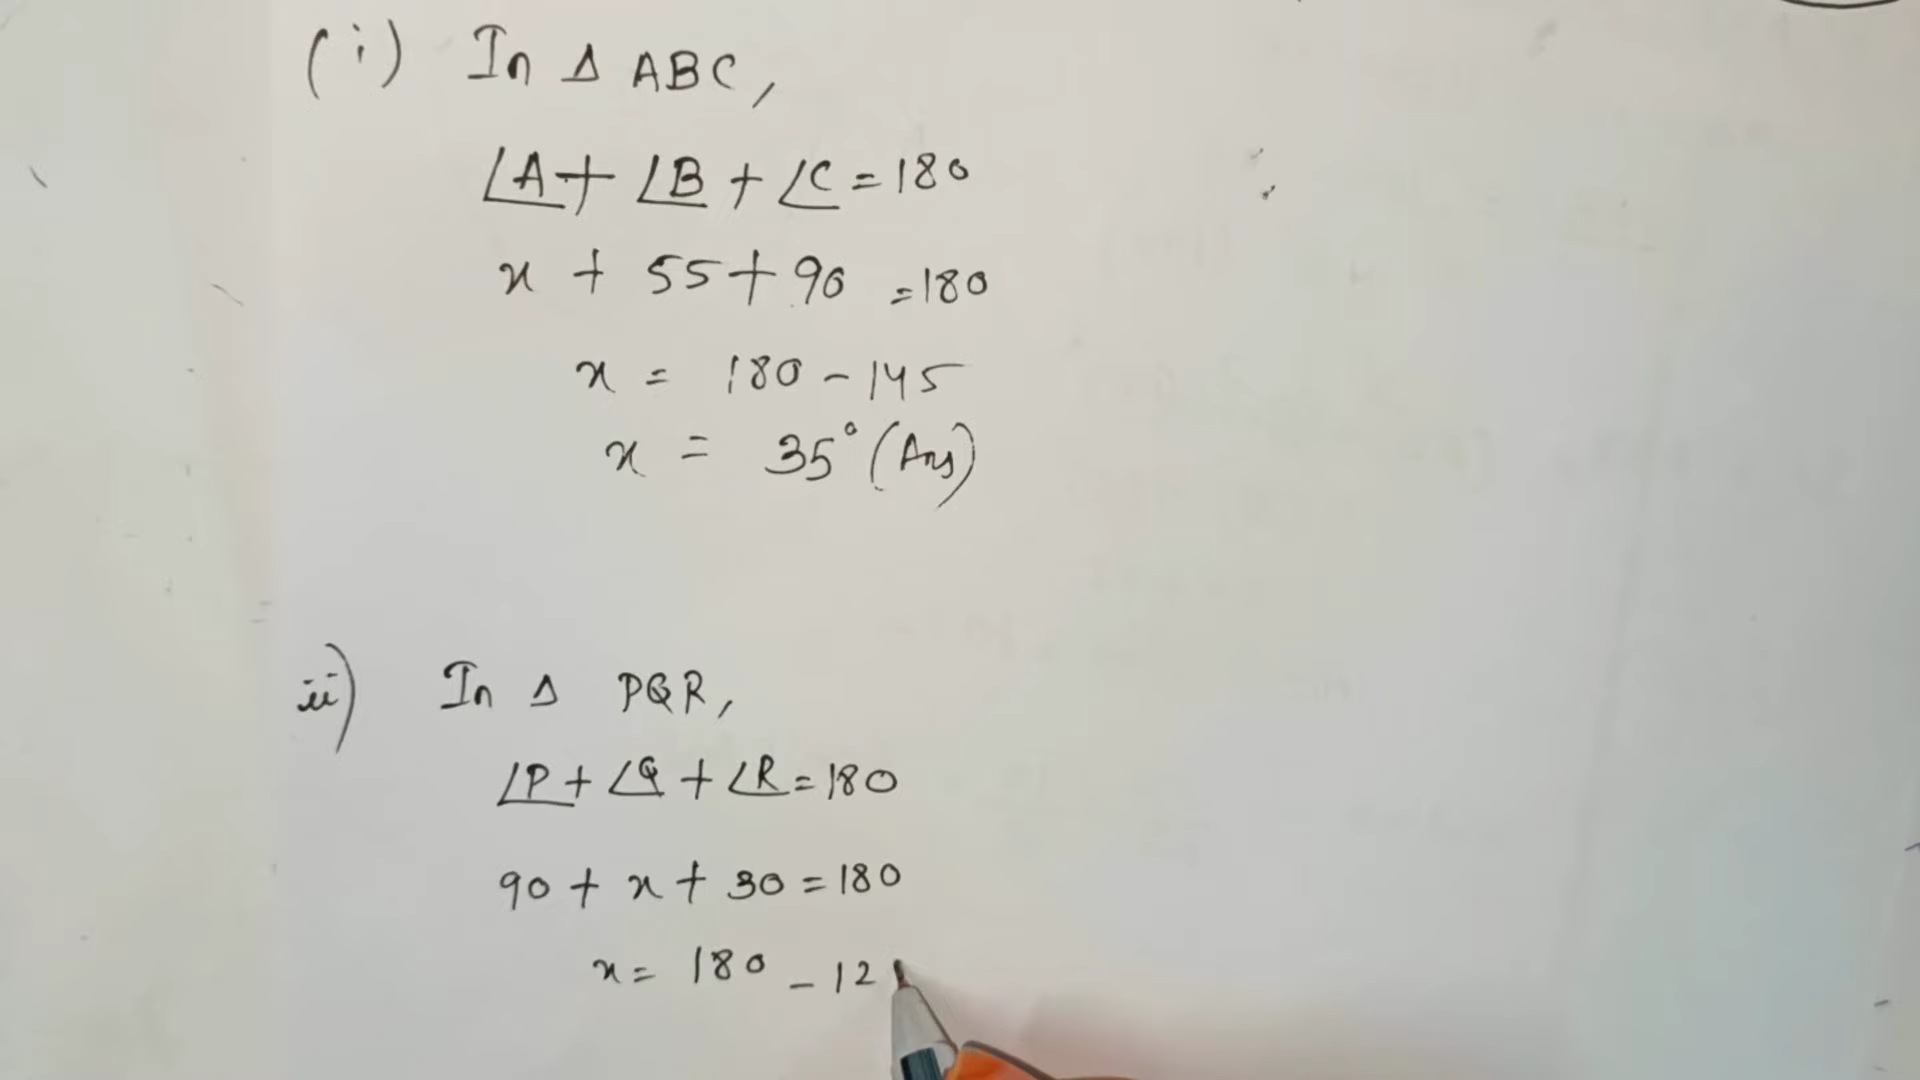 (i) In Δ ABC,
∠A + ∠B + ∠C = 180
x + 55 + 90 = 180
x = 180 - 145
x = 35° (Ans)
ii) In Δ PQR,
∠P + ∠Q + ∠R = 180
90 + x + 30 = 180
x = 180 - 12